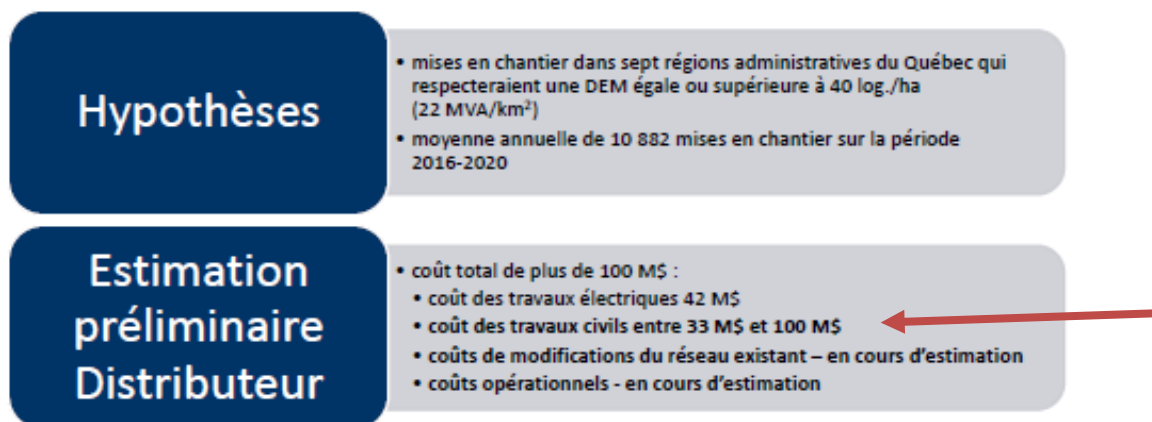 Hypothèses
• mises en chantier dans sept régions administratives du Québec qui
respecteraient une DEM égale ou supérieure à 40 log./ha
(22 MVA/km²)
• moyenne annuelle de 10 882 mises en chantier sur la période
2016-2020
Estimation
préliminaire
Distributeur
• coût total de plus de 100 M$ :
• coût des travaux électriques 42 M$
• coût des travaux civils entre 33 M$ et 100 M$
• coûts de modifications du réseau existant – en cours d'estimation
• coûts opérationnels - en cours d'estimation